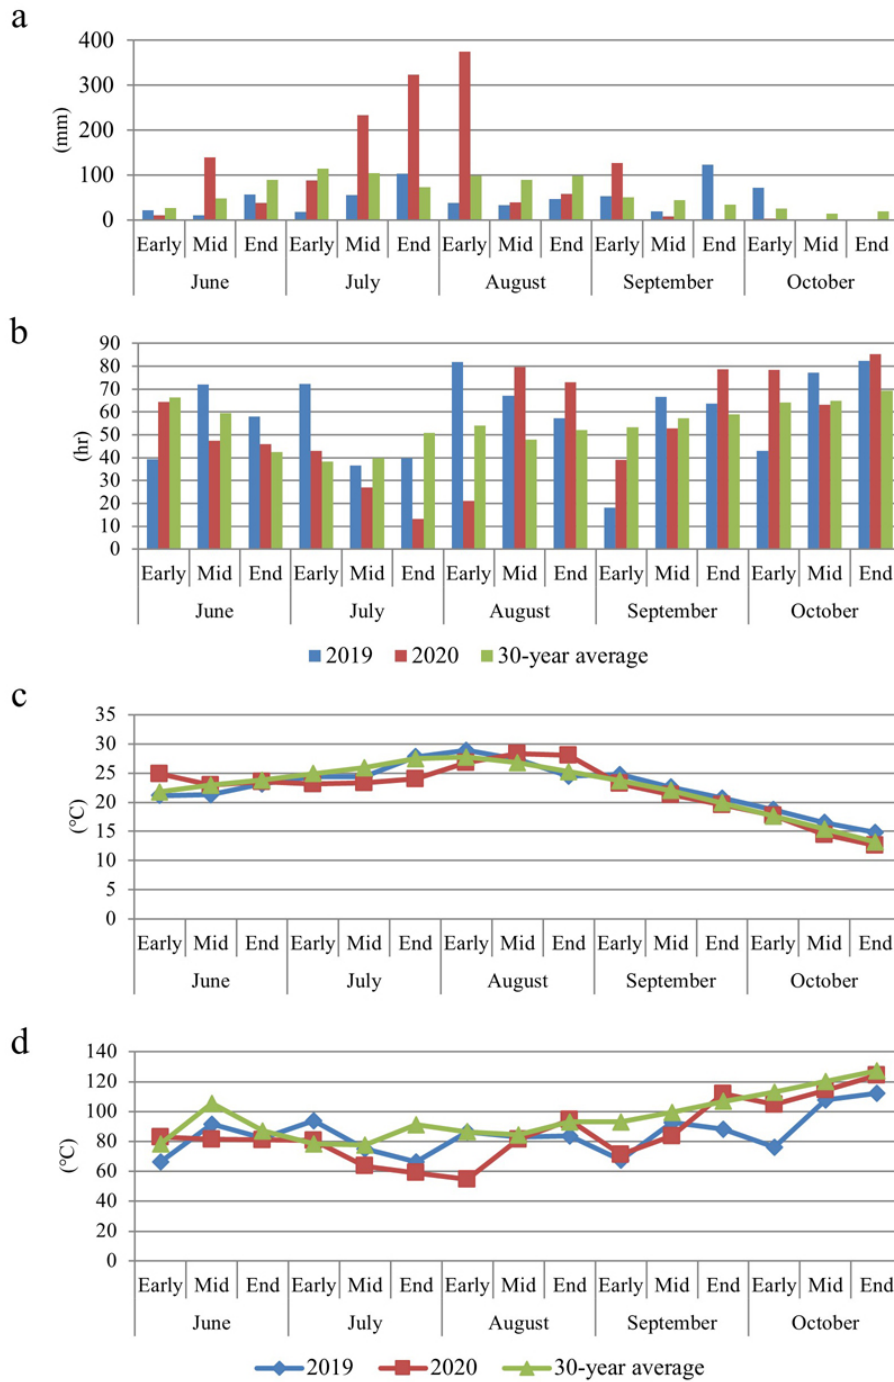 a
400
300
200
100
0
(mm)
Early Mid End Early Mid End Early Mid End Early Mid End Early Mid End
June July August September October
b
90
80
70
60
50
40
30
20
10
0
(hr)
Early Mid End Early Mid End Early Mid End Early Mid End Early Mid End
June July August September October
2019 2020 30-year average
c
35
30
25
20
15
10
5
0
(℃)
Early Mid End Early Mid End Early Mid End Early Mid End Early Mid End
June July August September October
d
140
120
100
80
60
40
20
0
(℃)
Early Mid End Early Mid End Early Mid End Early Mid End Early Mid End
June July August September October
2019 2020 30-year average